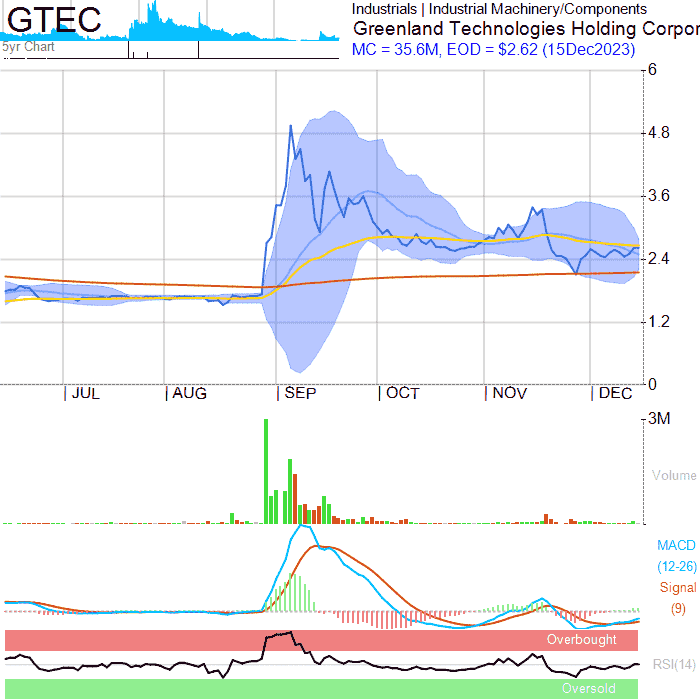 GTEC
5yr Chart
Industrials | Industrial Machinery/Components
Greenland Technologies Holding Corpor
MC = 35.6M, EOD = $2.62 (15Dec2023)
6
4.8
3.6
2.4
1.2
0
JUL
AUG
SEP
OCT
NOV
DEC
3M
Volume
MACD
(12-26)
Signal
(9)
Overbought
RSI(14)
Oversold